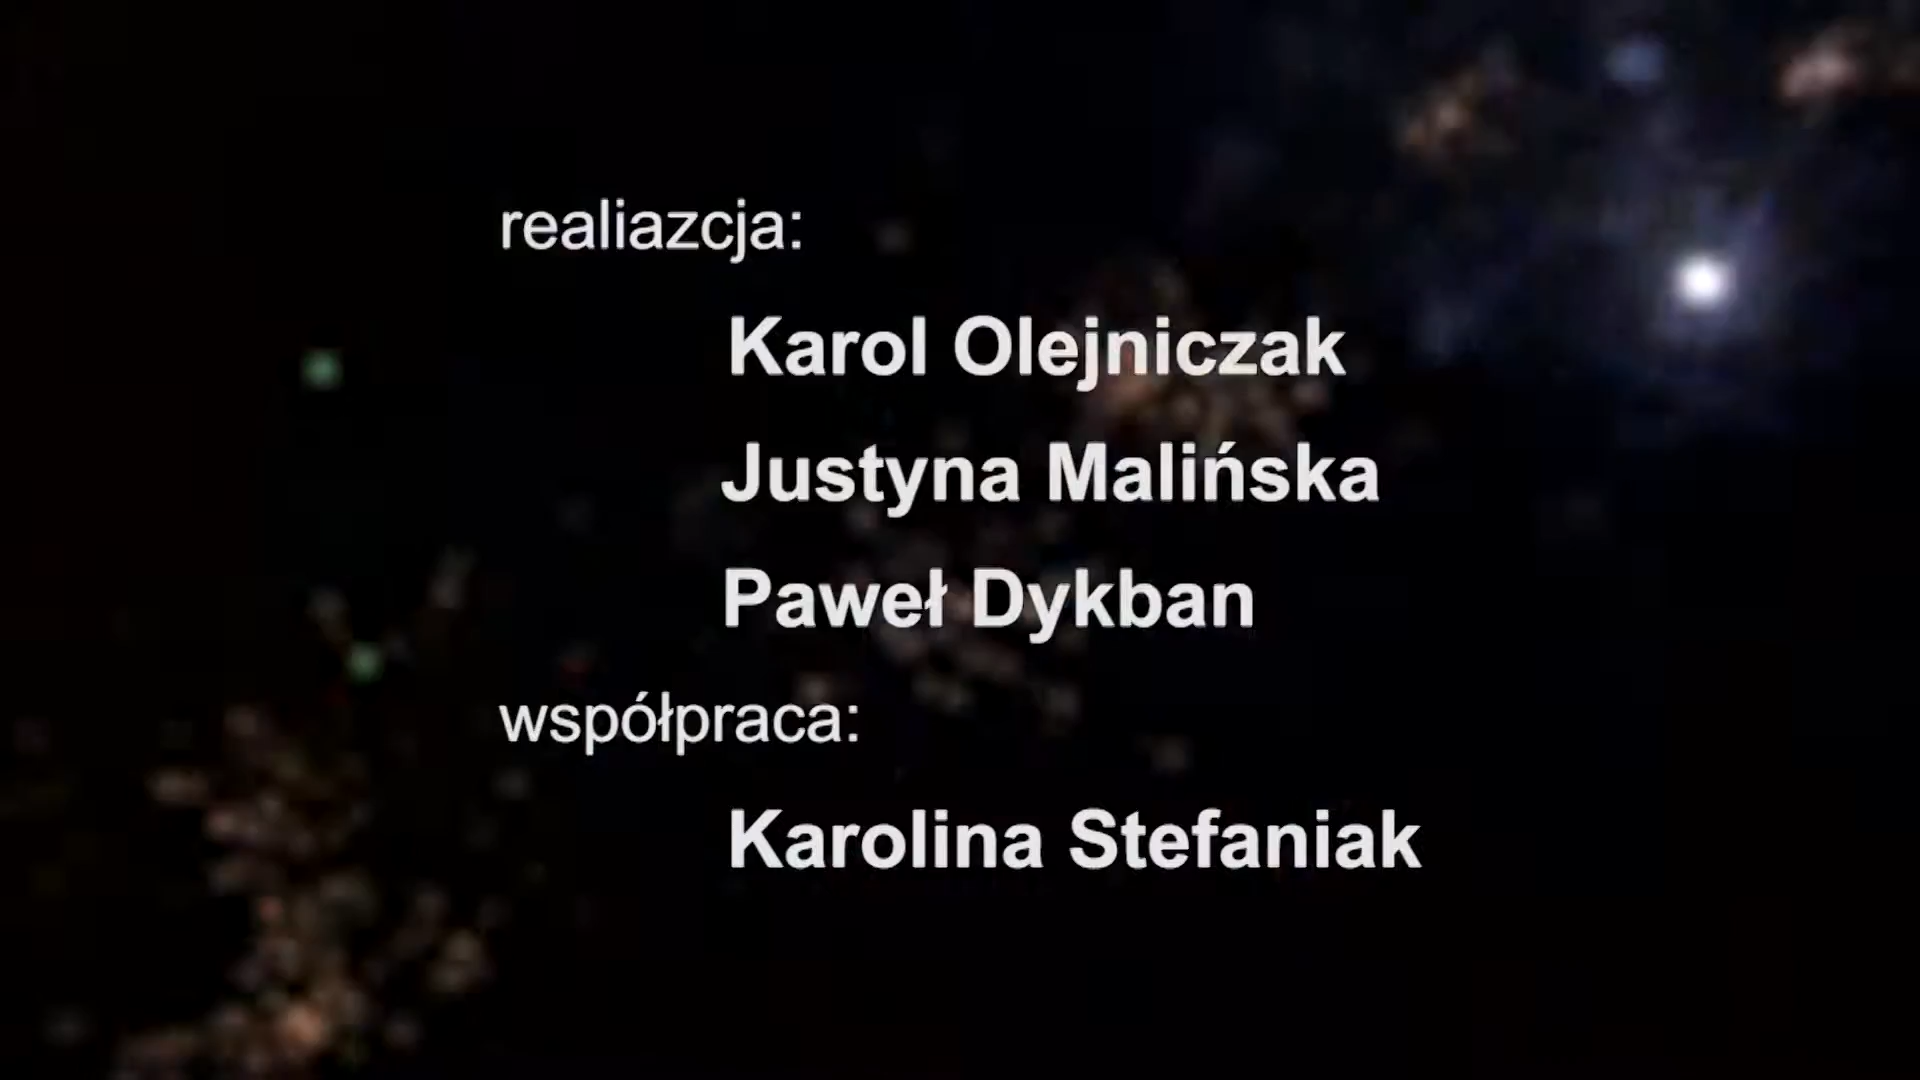 realiazcja:
Karol Olejniczak
Justyna Malińska
Paweł Dykban
współpraca:
Karolina Stefaniak